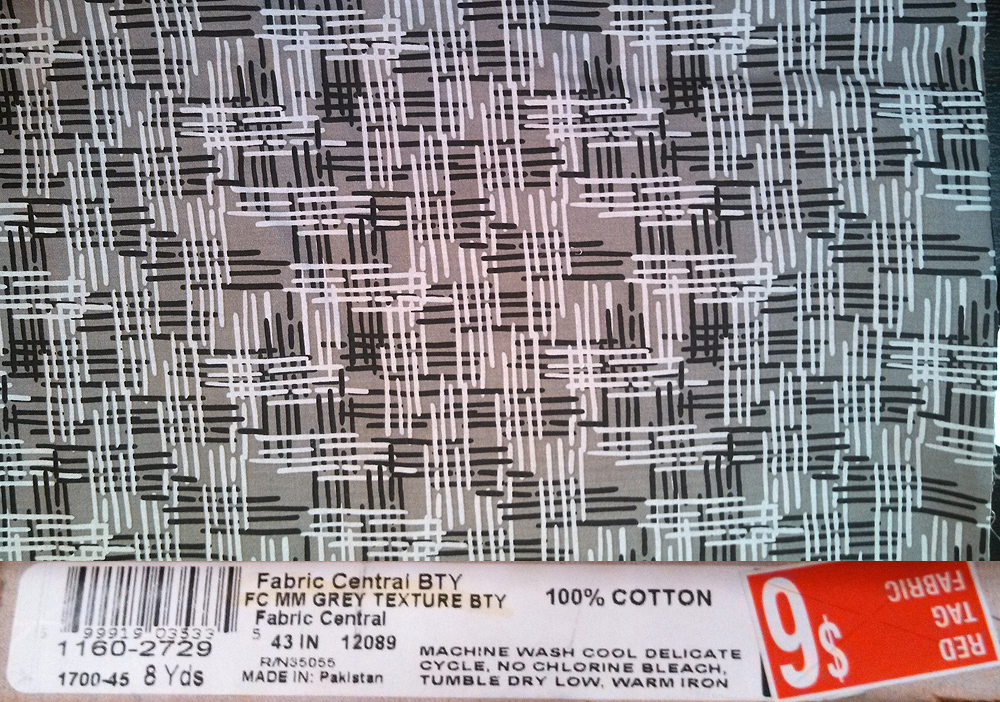 Fabric Central BTY
FC MM GREY TEXTURE BTY
Fabric Central
99919 03533 5
43 IN 12089
1160-2729
R/N35055
1700-45 8 Yds
MADE IN: Pakistan
100% COTTON
MACHINE WASH COOL DELICATE
CYCLE, NO CHLORINE BLEACH,
TUMBLE DRY LOW, WARM IRON
RED
TAG
FABRIC
$6